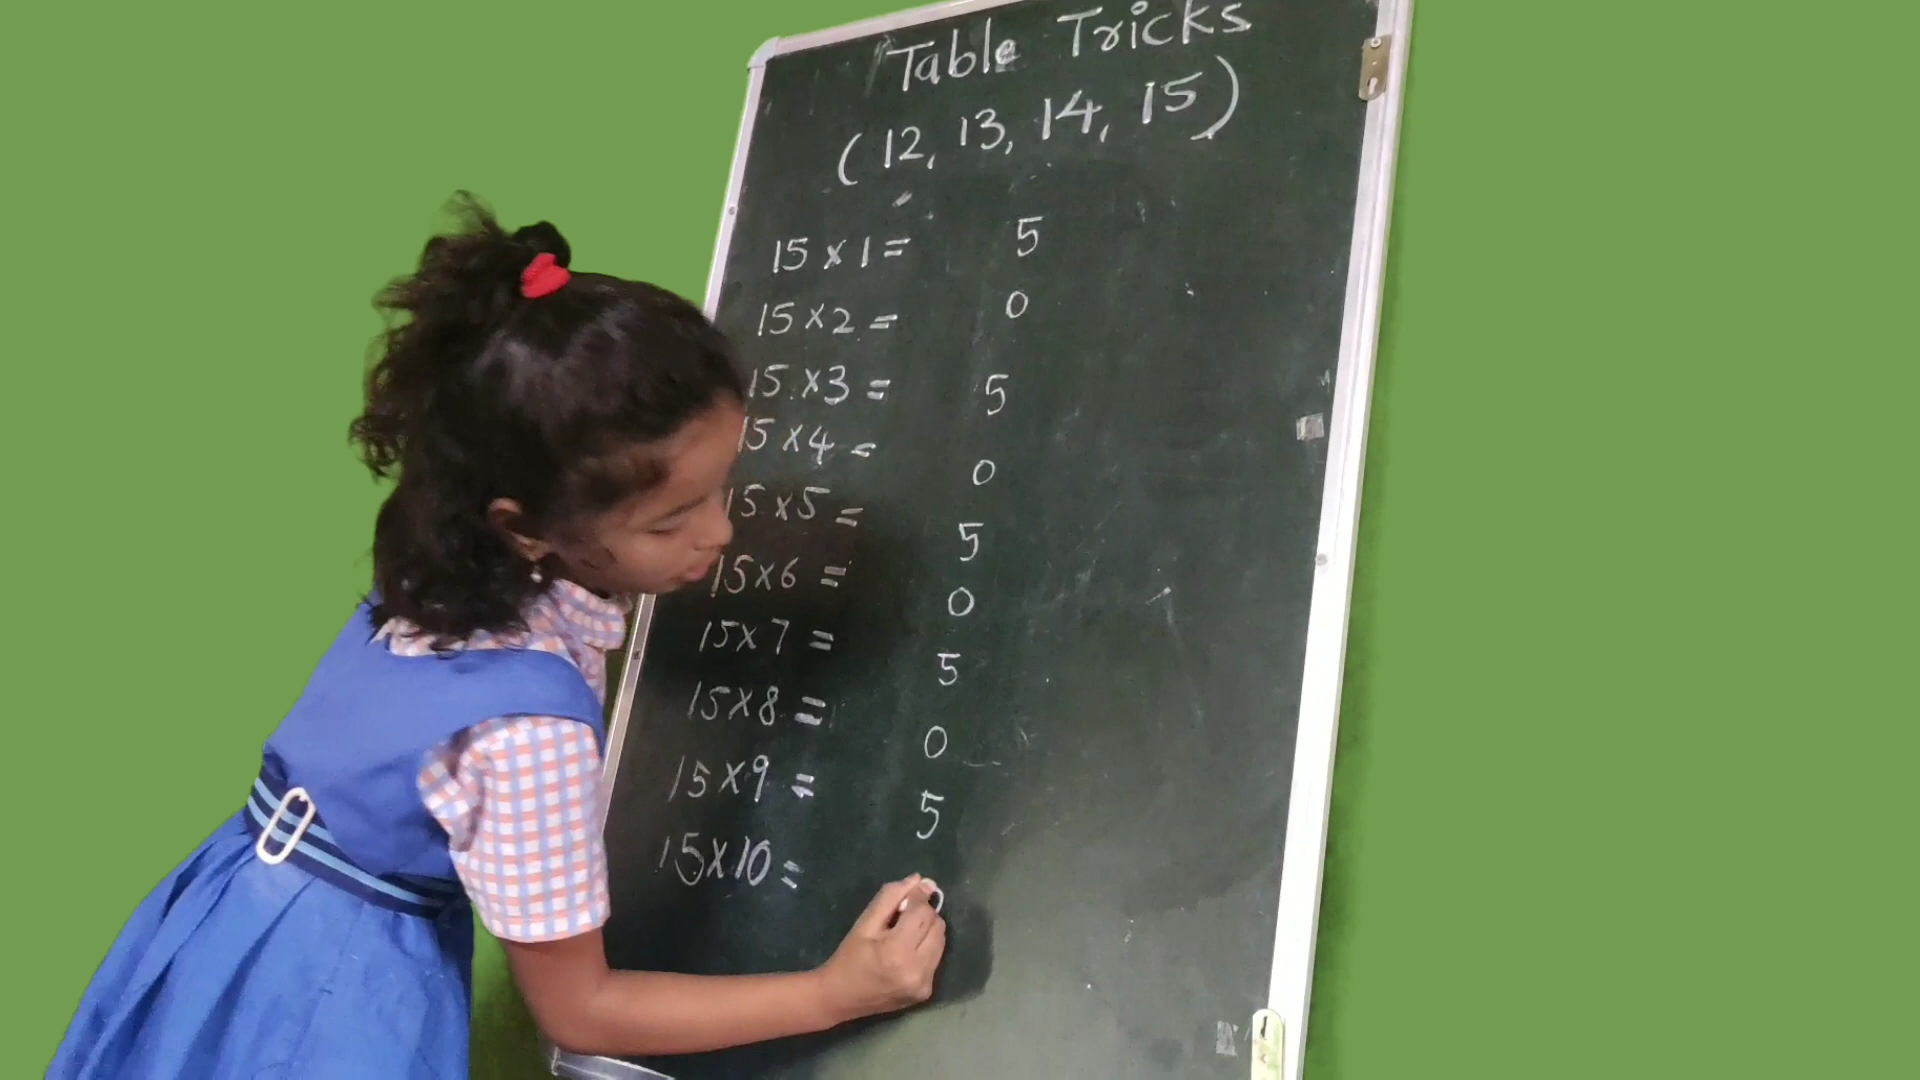 Table Tricks
(12, 13, 14, 15)
15 x 1 = 5
15 x 2 = 0
15 x 3 = 5
15 x 4 = 0
15 x 5 = 5
15 x 6 = 0
15 x 7 = 5
15 x 8 = 0
15 x 9 = 5
15 x 10 =